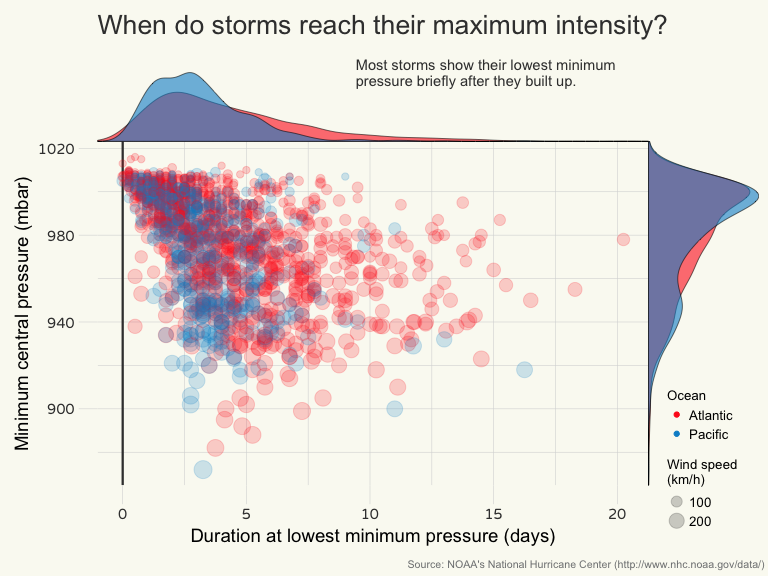 When do storms reach their maximum intensity?
Most storms show their lowest minimum
pressure briefly after they built up.
Minimum central pressure (mbar)
1020
980
940
900
0 5 10 15 20
Duration at lowest minimum pressure (days)
Ocean
Atlantic
Pacific
Wind speed
(km/h)
100
200
Source: NOAA's National Hurricane Center (http://www.nhc.noaa.gov/data/)